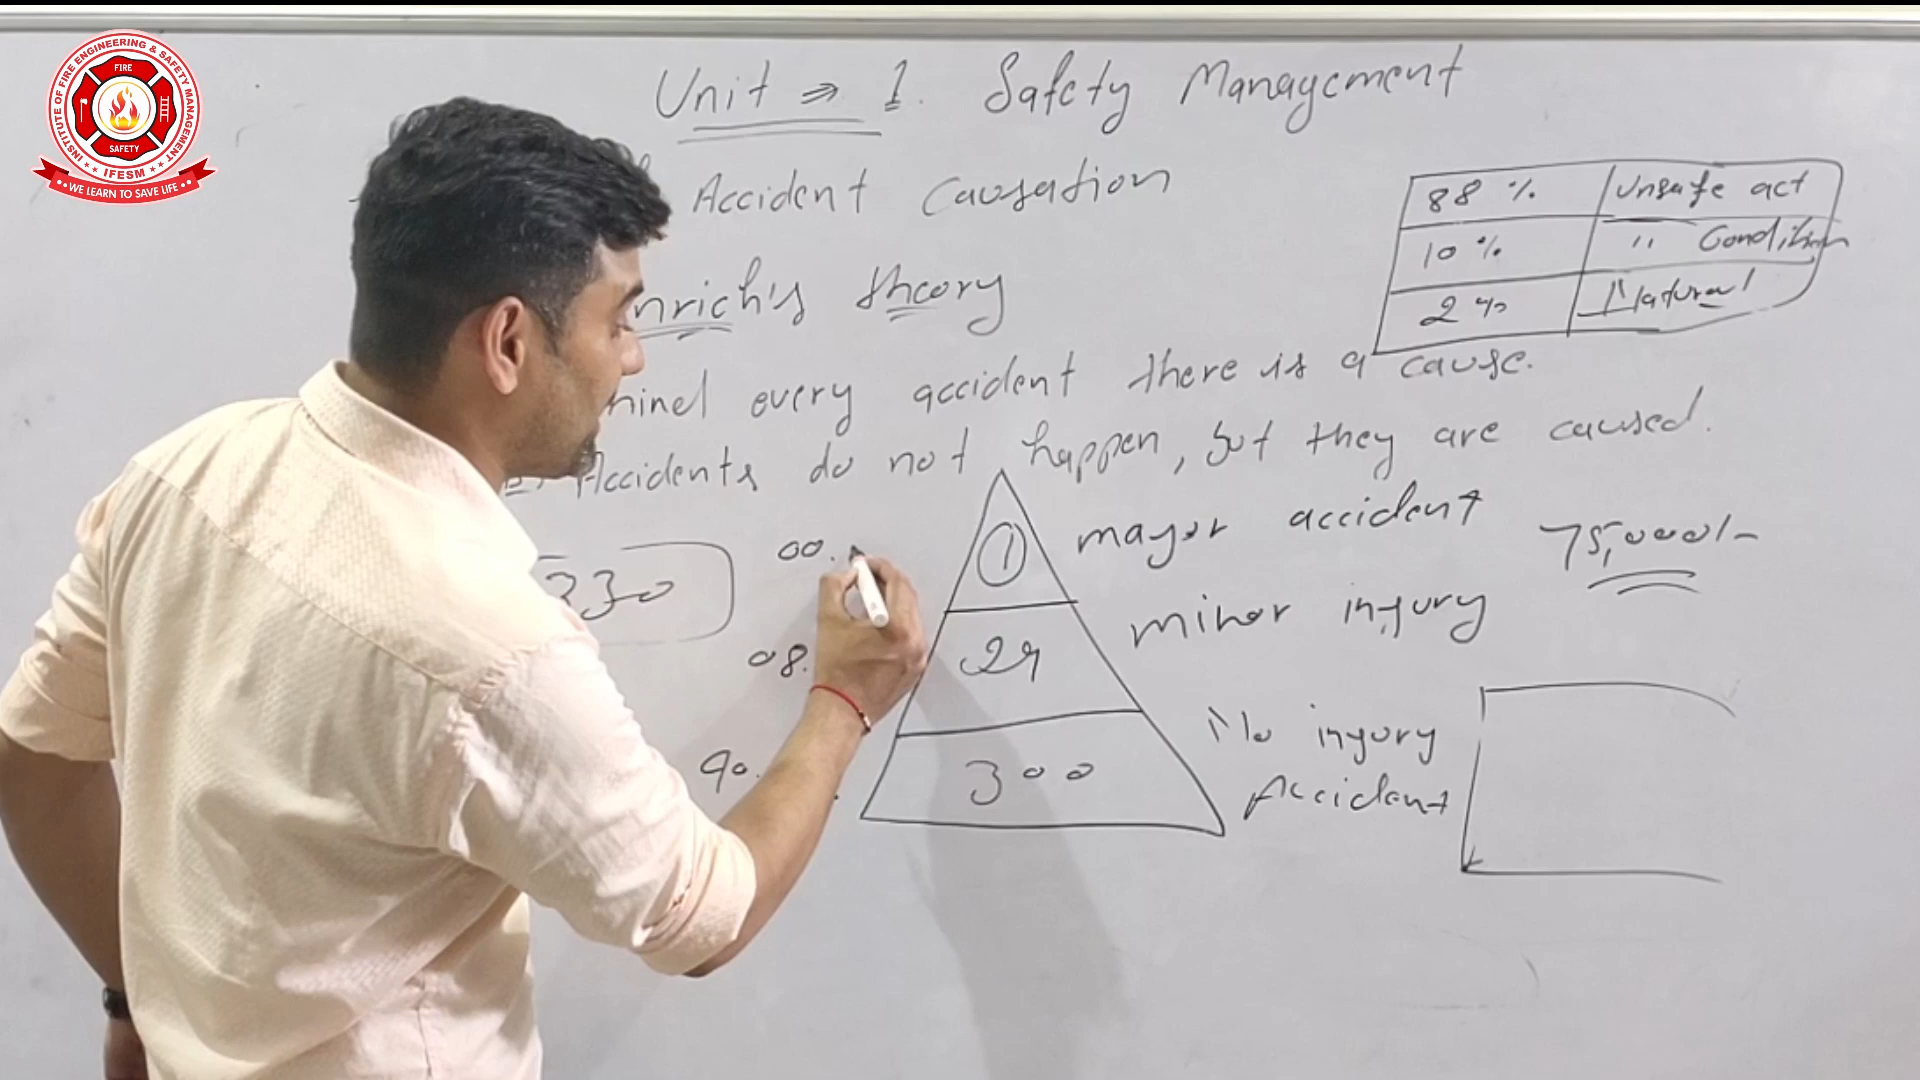 INSTITUTE OF FIRE ENGINEERING & SAFETY MANAGEMENT
FIRE
SAFETY
IFESM
WE LEARN TO SAVE LIFE
Unit ⇒ 1. Safety Management
Accident Causation
nrich's theory
every accident there is a cause.
Accidents do not happen, but they are caused.
88 % Unsafe act
10 % '' Condition
2 % Natural
330
00.
08.
90.
1 major accident 75,000/-
29 minor injury
300 No injury
Accident